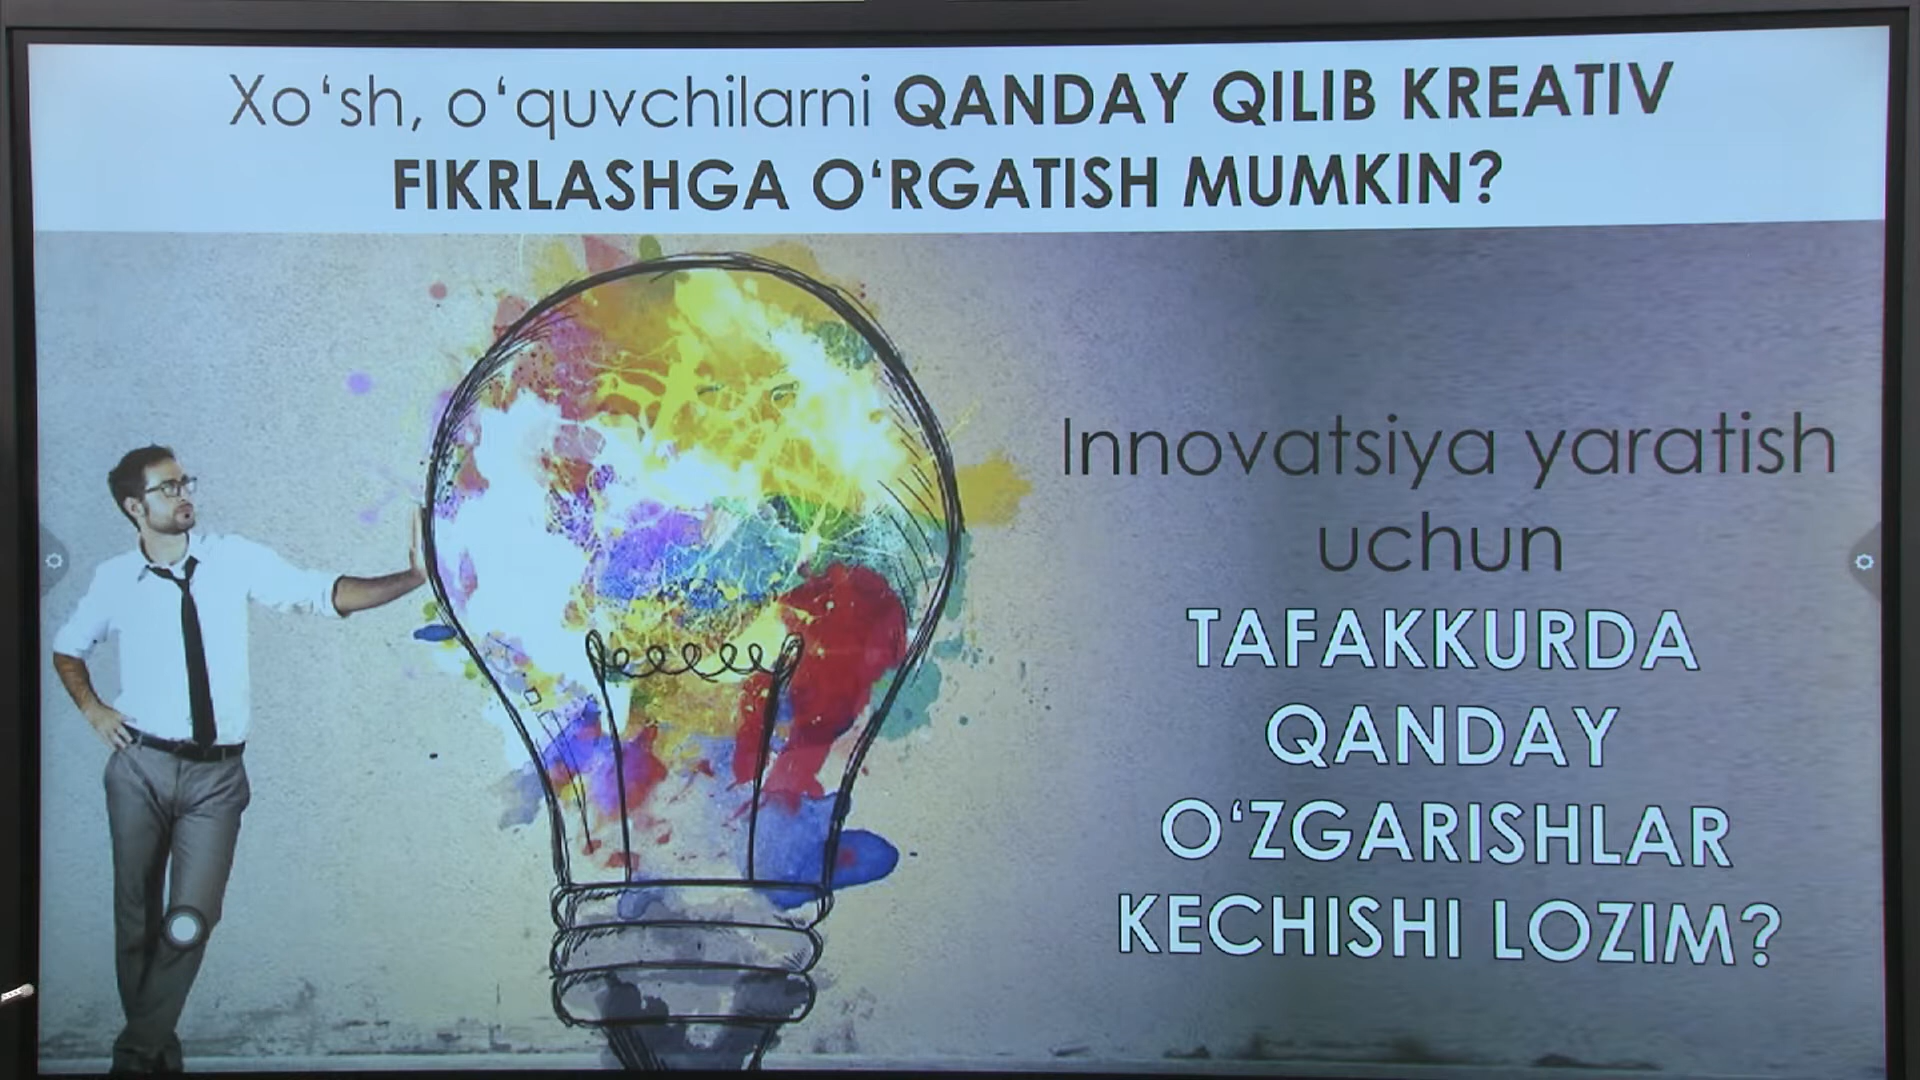 Xo‘sh, o‘quvchilarni QANDAY QILIB KREATIV
FIKRLASHGA O‘RGATISH MUMKIN?
Innovatsiya yaratish
uchun
TAFAKKURDA
QANDAY
O‘ZGARISHLAR
KECHISHI LOZIM?